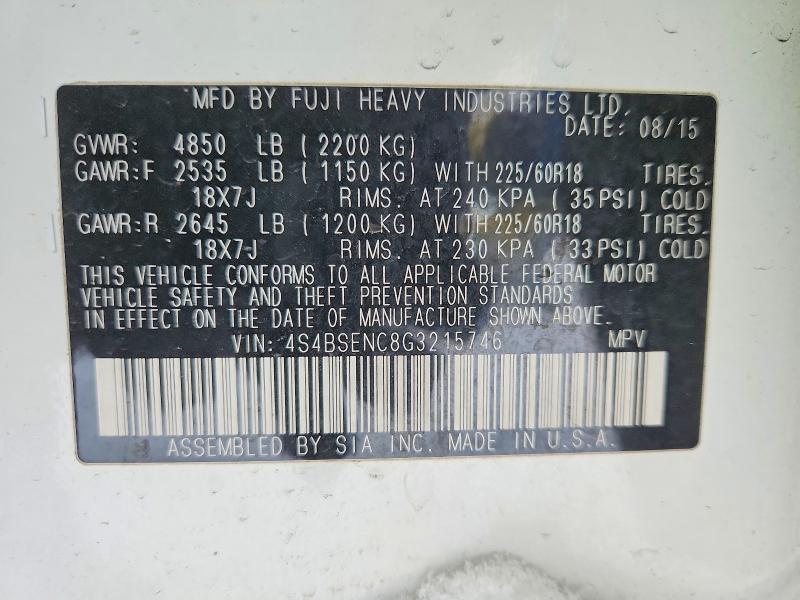 MFD BY FUJI HEAVY INDUSTRIES LTD.
DATE: 08/15
GVWR: 4850 LB ( 2200 KG)
GAWR:F 2535 LB ( 1150 KG) WITH 225/60R18 TIRES.
18X7J RIMS. AT 240 KPA ( 35 PSI) COLD
GAWR:R 2645 LB ( 1200 KG) WITH 225/60R18 TIRES.
18X7J RIMS. AT 230 KPA ( 33 PSI) COLD
THIS VEHICLE CONFORMS TO ALL APPLICABLE FEDERAL MOTOR
VEHICLE SAFETY AND THEFT PREVENTION STANDARDS
IN EFFECT ON THE DATE OF MANUFACTURE SHOWN ABOVE.
VIN: 4S4BSENC8G3215746 MPV
ASSEMBLED BY SIA INC. MADE IN U.S.A.